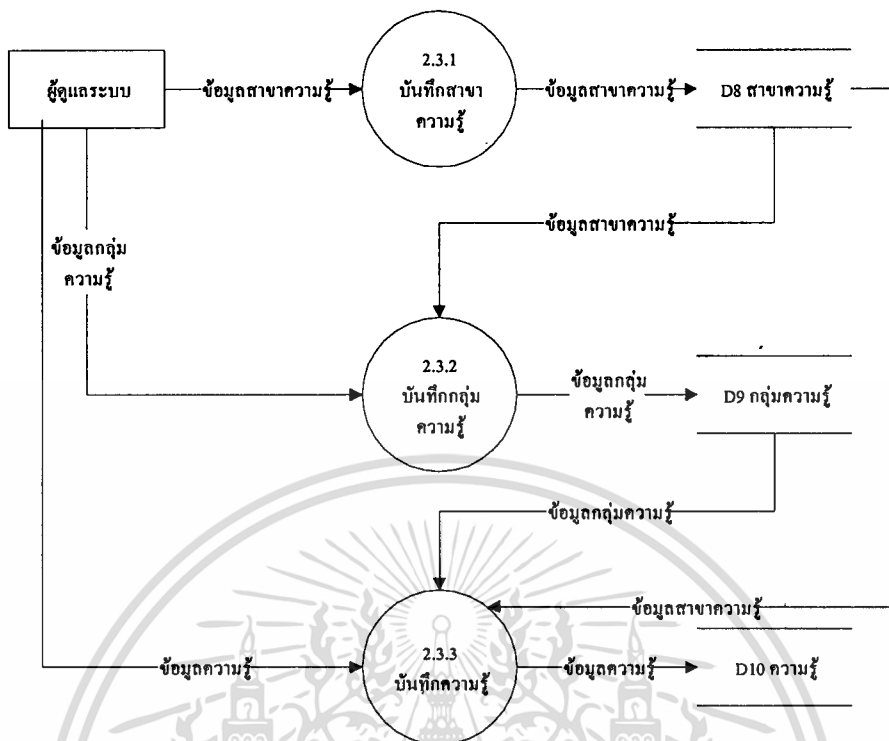 2.3.1
ผู้ดูแลระบบ
ข้อมูลสาขาความรู้
บันทึกสาขา
ความรู้
ข้อมูลสาขาความรู้
D8 สาขาความรู้
ข้อมูลสาขาความรู้
ข้อมูลกลุ่ม
ความรู้
2.3.2
บันทึกกลุ่ม
ความรู้
ข้อมูลกลุ่ม
ความรู้
D9 กลุ่มความรู้
ข้อมูลกลุ่มความรู้
ข้อมูลสาขาความรู้
ข้อมูลความรู้
2.3.3
บันทึกความรู้
ข้อมูลความรู้
D10 ความรู้